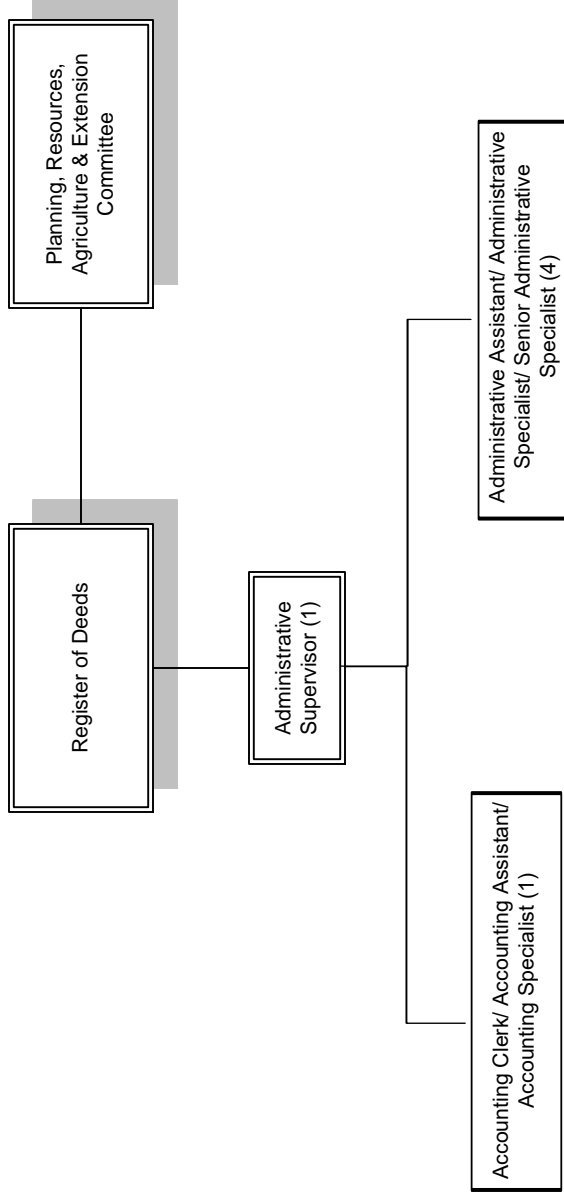 Register of Deeds
Planning, Resources,
Agriculture & Extension
Committee
Administrative
Supervisor (1)
Accounting Clerk/ Accounting Assistant/
Accounting Specialist (1)
Administrative Assistant/ Administrative
Specialist/ Senior Administrative
Specialist (4)